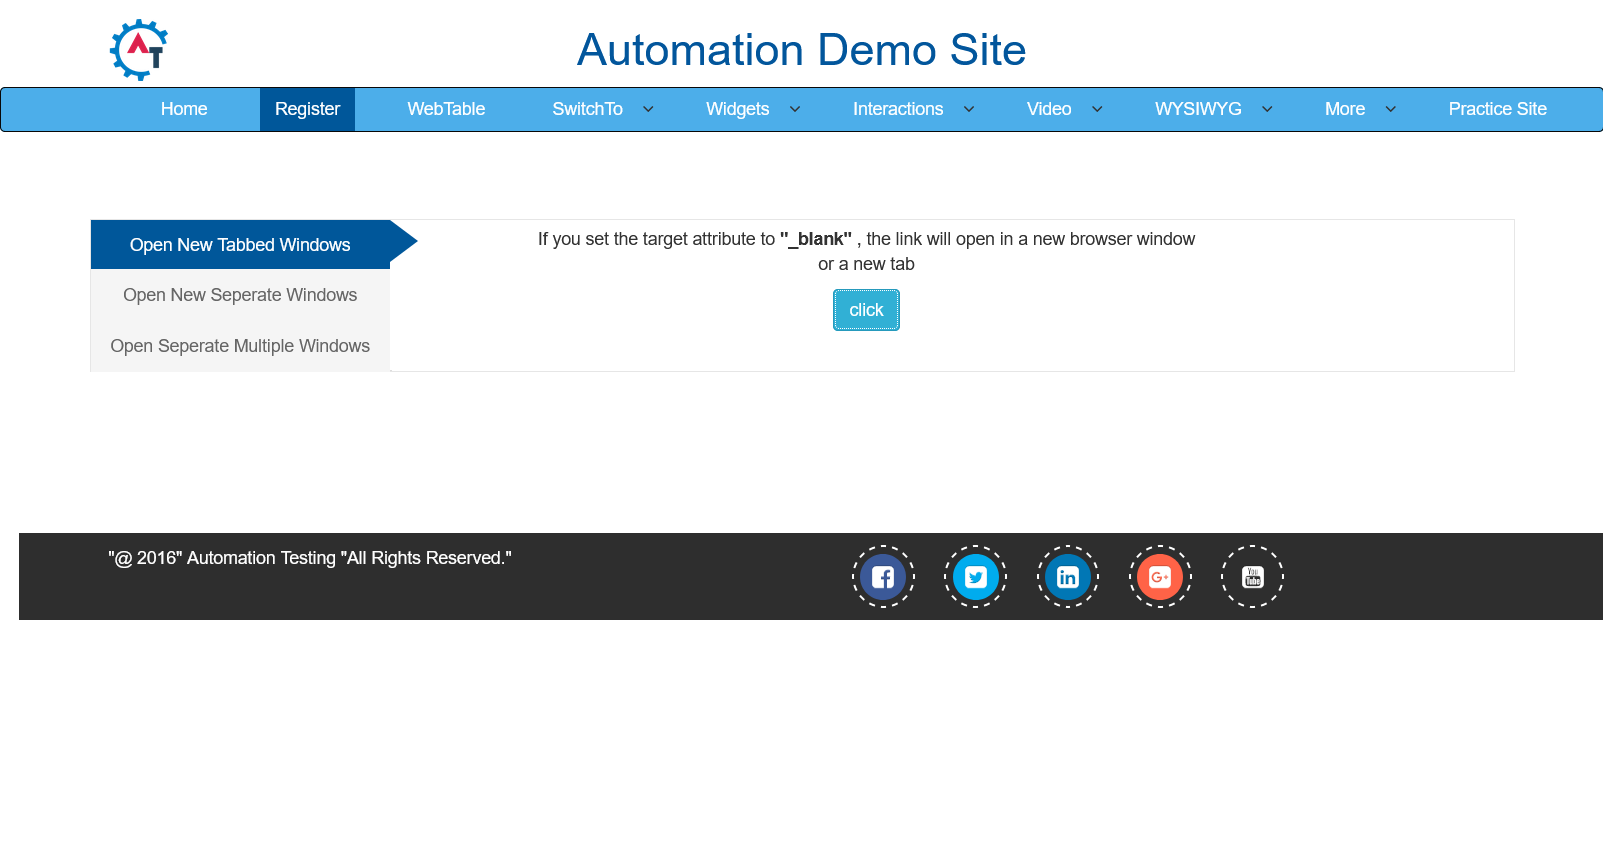 AT
Automation Demo Site
Home Register WebTable SwitchTo Widgets Interactions Video WYSIWYG More Practice Site
Open New Tabbed Windows
Open New Seperate Windows
Open Seperate Multiple Windows
If you set the target attribute to "_blank" , the link will open in a new browser window
or a new tab
click
"@ 2016" Automation Testing "All Rights Reserved."
f in G+ You Tube